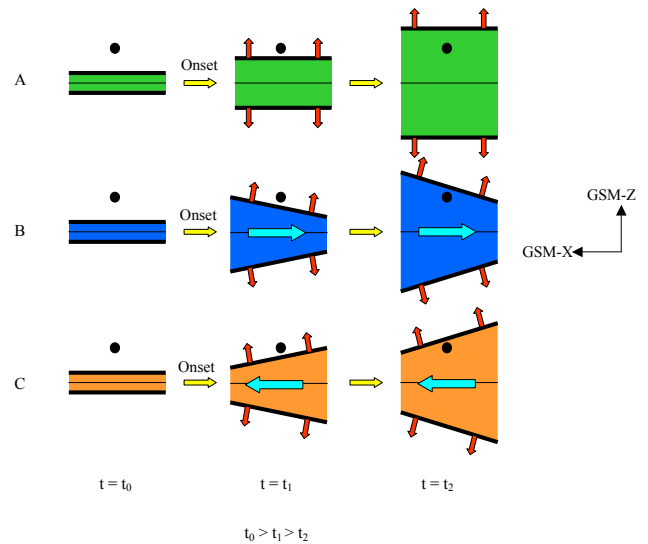 A
Onset
B
Onset
GSM-Z
GSM-X
C
Onset
t = t₀
t = t₁
t = t₂
t₀ > t₁ > t₂